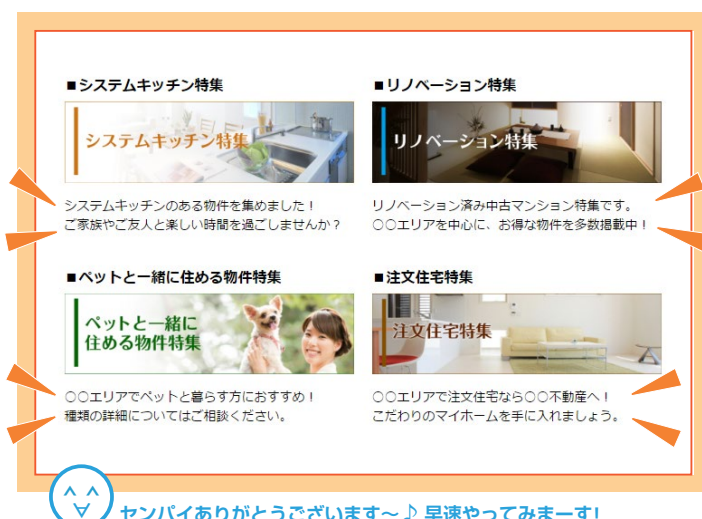 ■システムキッチン特集
システムキッチン特集
システムキッチンのある物件を集めました！
ご家族やご友人と楽しい時間を過ごしませんか？
■リノベーション特集
リノベーション特集
リノベーション済み中古マンション特集です。
○○エリアを中心に、お得な物件を多数掲載中！
■ペットと一緒に住める物件特集
ペットと一緒に
住める物件特集
○○エリアでペットと暮らす方におすすめ！
種類の詳細についてはご相談ください。
■注文住宅特集
注文住宅特集
○○エリアで注文住宅なら○○不動産へ！
こだわりのマイホームを手に入れましょう。
センパイありがとうございます～♪ 早速やってみまーす！